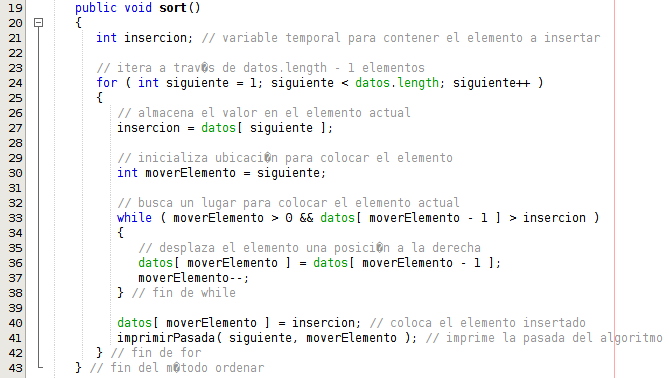 19 public void sort()
20 {
21 int insercion; // variable temporal para contener el elemento a insertar
22
23 // itera a trav�s de datos.length - 1 elementos
24 for ( int siguiente = 1; siguiente < datos.length; siguiente++ )
25 {
26 // almacena el valor en el elemento actual
27 insercion = datos[ siguiente ];
28
29 // inicializa ubicaci�n para colocar el elemento
30 int moverElemento = siguiente;
31
32 // busca un lugar para colocar el elemento actual
33 while ( moverElemento > 0 && datos[ moverElemento - 1 ] > insercion )
34 {
35 // desplaza el elemento una posici�n a la derecha
36 datos[ moverElemento ] = datos[ moverElemento - 1 ];
37 moverElemento--;
38 } // fin de while
39
40 datos[ moverElemento ] = insercion; // coloca el elemento insertado
41 imprimirPasada( siguiente, moverElemento ); // imprime la pasada del algoritmo
42 } // fin de for
43 } // fin del m�todo ordenar